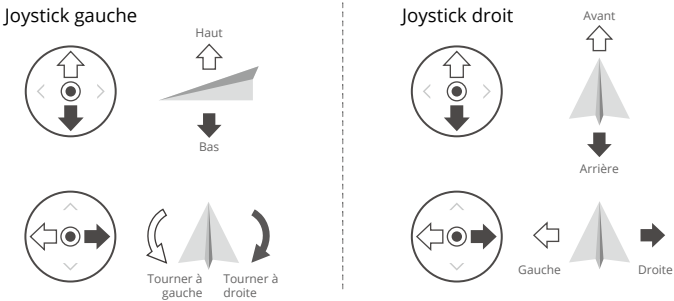 Joystick gauche
Haut
Bas
Tourner à
gauche
Tourner à
droite
Joystick droit
Avant
Arrière
Gauche
Droite